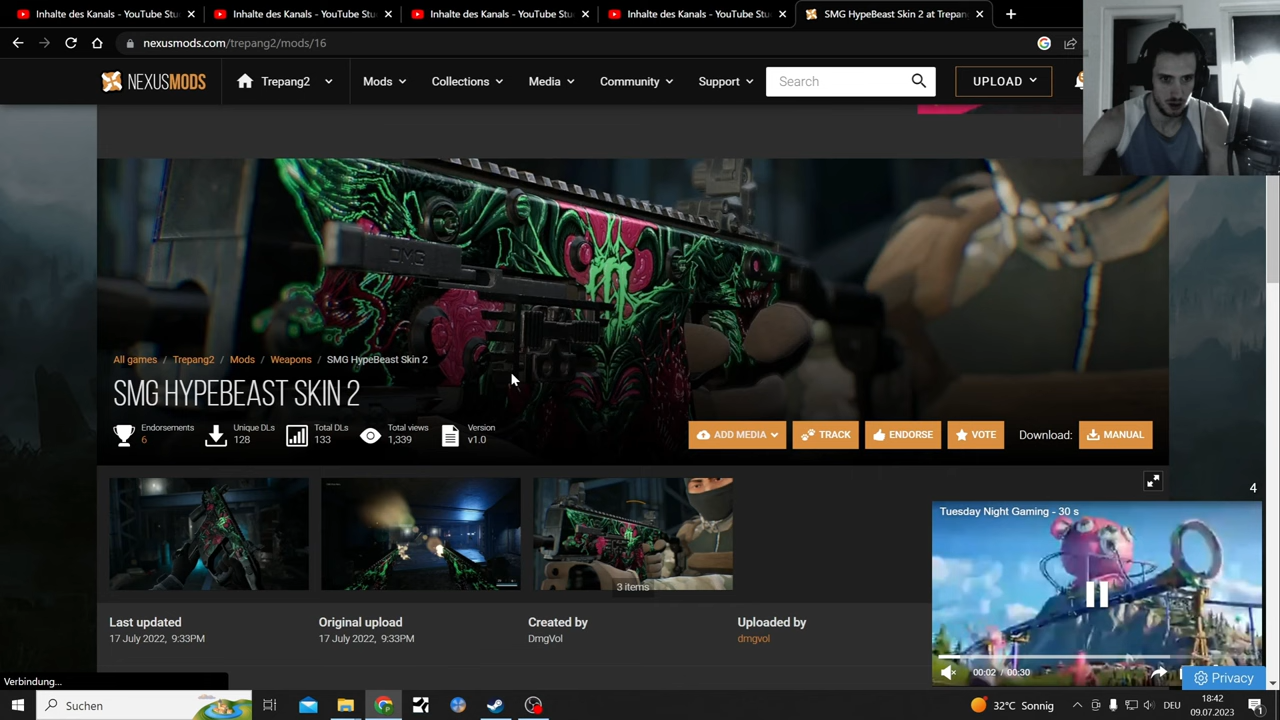 Inhalte des Kanals - YouTube Stu
Inhalte des Kanals - YouTube Stu
Inhalte des Kanals - YouTube Stu
Inhalte des Kanals - YouTube Stu
SMG HypeBeast Skin 2 at Trepang
nexusmods.com/trepang2/mods/16
NEXUSMODS
Trepang2
Mods
Collections
Media
Community
Support
Search
UPLOAD
SMG
All games / Trepang2 / Mods / Weapons / SMG HypeBeast Skin 2
SMG HYPEBEAST SKIN 2
Endorsements
6
Unique DLs
128
Total DLs
133
Total views
1,339
Version
v1.0
ADD MEDIA
TRACK
ENDORSE
VOTE
Download:
MANUAL
4
Tuesday Night Gaming - 30 s
3 items
Last updated
17 July 2022, 9:33PM
Original upload
17 July 2022, 9:33PM
Created by
DmgVol
Uploaded by
dmgvol
00:02 / 00:30
Privacy
Verbindung...
Suchen
32°C Sonnig
DEU
18:42
09.07.2023
1